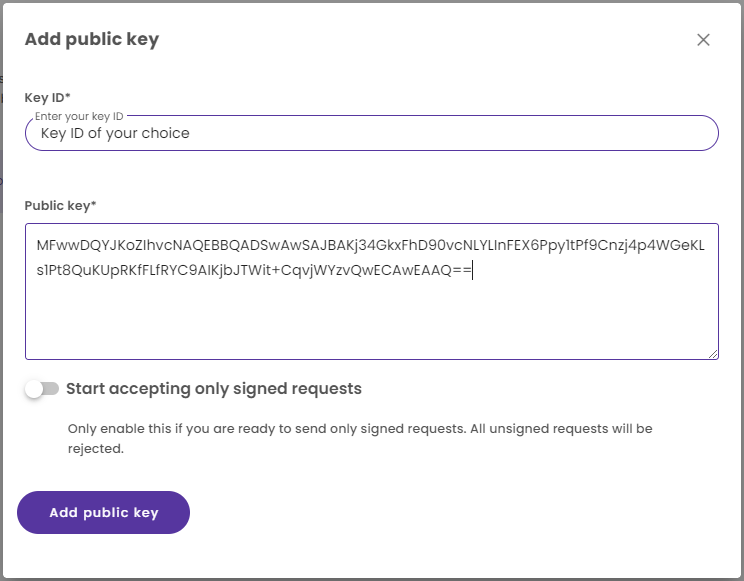 Add public key
Key ID*
Enter your key ID
Key ID of your choice
Public key*
MFwwDQYJKoZIhvcNAQEBBQADSwAwSAJBAKj34GkxFhD90vcNLYLInFEX6Ppy1tPf9Cnzj4p4WGeKL
s1Pt8QuKUpRKfFLfRYC9AIKjbJTWit+CqvjWYzvQwECAwEAAQ==
Start accepting only signed requests
Only enable this if you are ready to send only signed requests. All unsigned requests will be
rejected.
Add public key